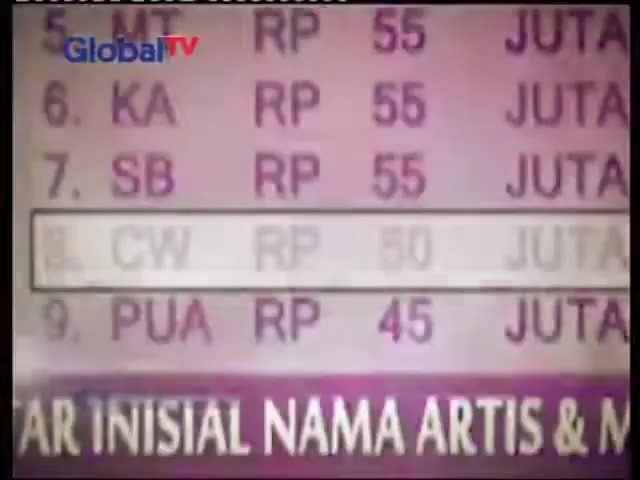 5. MT RP 55 JUTA
GlobalTV
6. KA RP 55 JUTA
7. SB RP 55 JUTA
8. CW RP 50 JUTA
9. PUA RP 45 JUTA
TAR INISIAL NAMA ARTIS & M